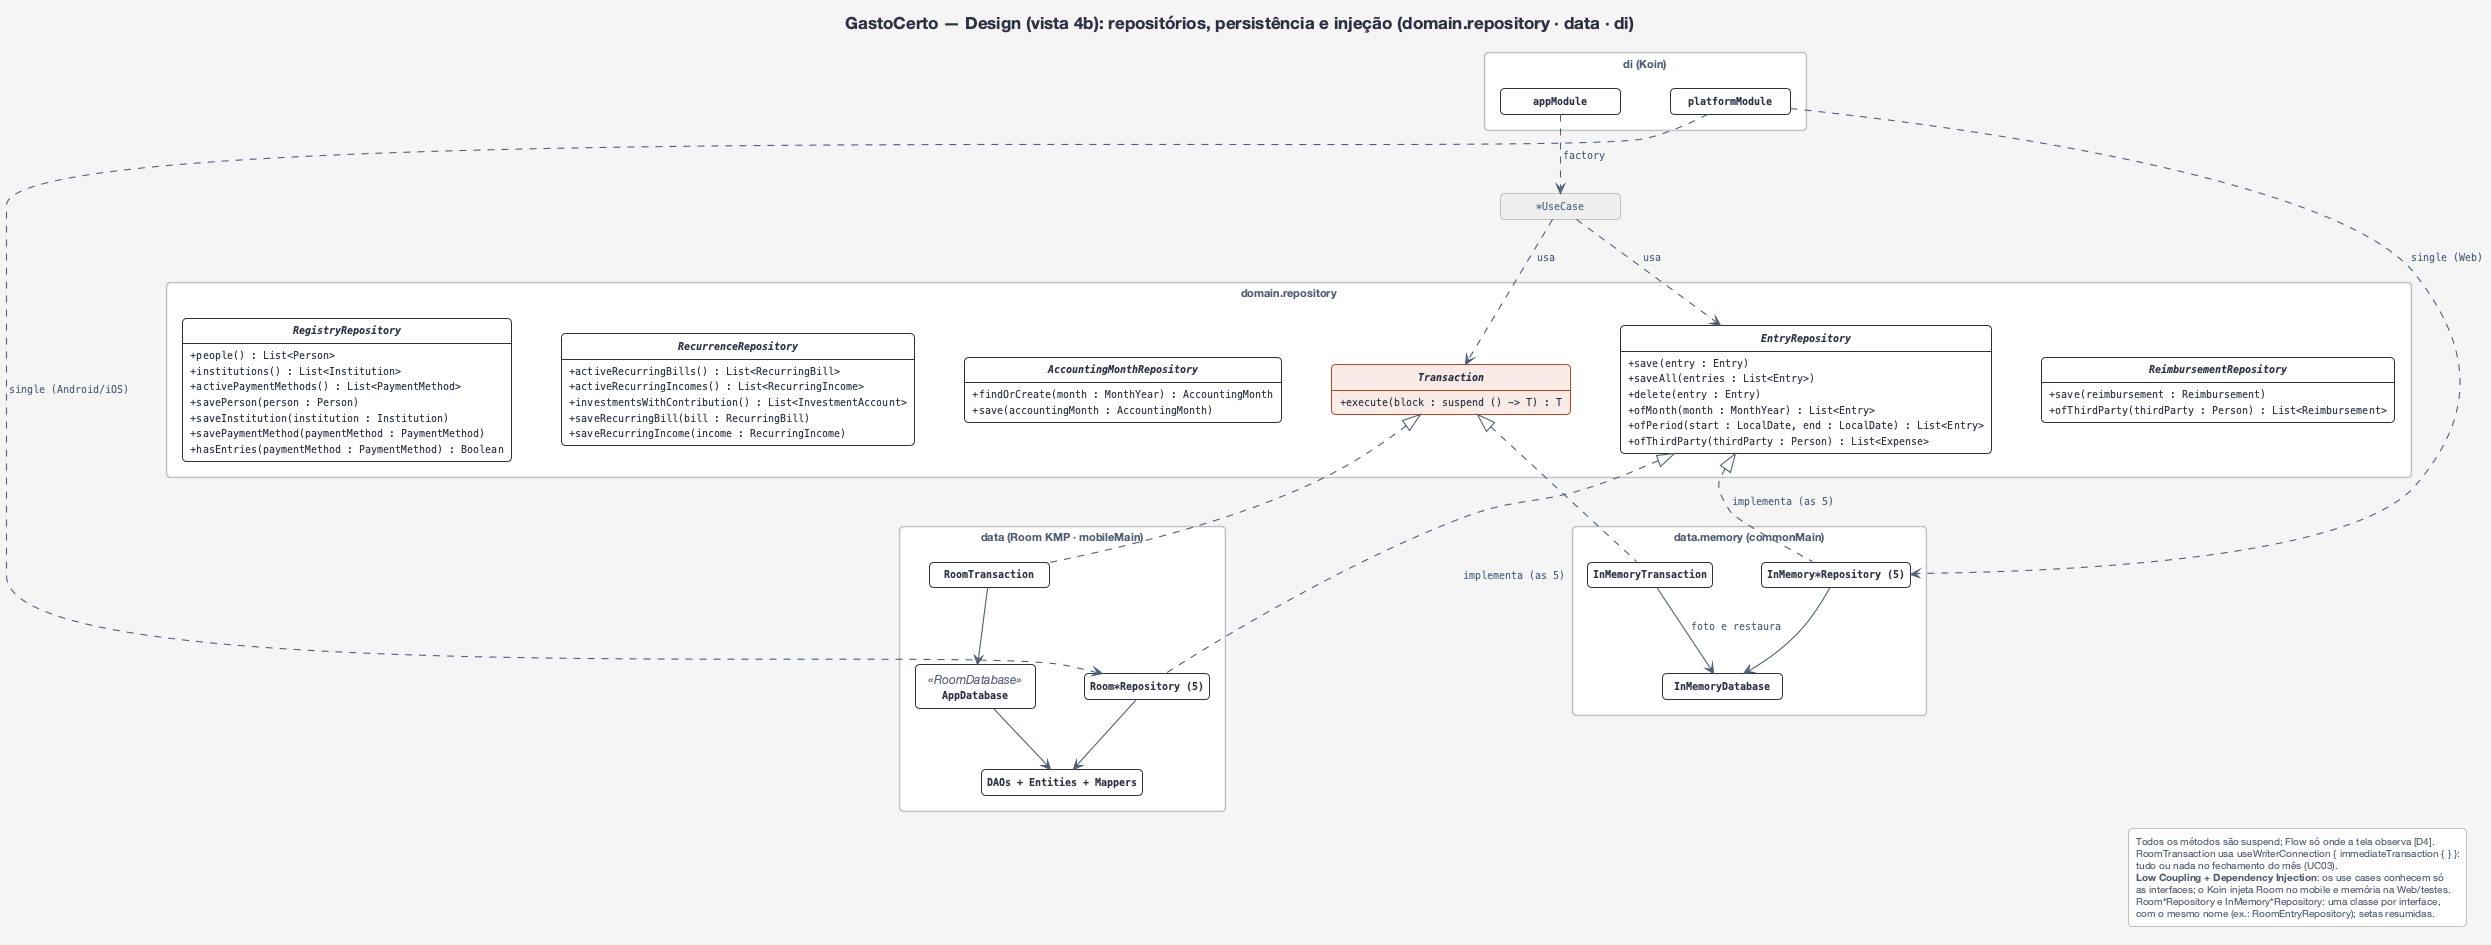 GastoCerto — Design (vista 4b): repositórios, persistência e injeção (domain.repository · data · di)
di (Koin)
appModule
platformModule
factory
*UseCase
usa
usa
single (Web)
single (Android/iOS)
domain.repository
RegistryRepository
+people() : List<Person>
+institutions() : List<Institution>
+activePaymentMethods() : List<PaymentMethod>
+savePerson(person : Person)
+saveInstitution(institution : Institution)
+savePaymentMethod(paymentMethod : PaymentMethod)
+hasEntries(paymentMethod : PaymentMethod) : Boolean
RecurrenceRepository
+activeRecurringBills() : List<RecurringBill>
+activeRecurringIncomes() : List<RecurringIncome>
+investmentsWithContribution() : List<InvestmentAccount>
+saveRecurringBill(bill : RecurringBill)
+saveRecurringIncome(income : RecurringIncome)
AccountingMonthRepository
+findOrCreate(month : MonthYear) : AccountingMonth
+save(accountingMonth : AccountingMonth)
Transaction
+execute(block : suspend () −> T) : T
EntryRepository
+save(entry : Entry)
+saveAll(entries : List<Entry>)
+delete(entry : Entry)
+ofMonth(month : MonthYear) : List<Entry>
+ofPeriod(start : LocalDate, end : LocalDate) : List<Entry>
+ofThirdParty(thirdParty : Person) : List<Expense>
ReimbursementRepository
+save(reimbursement : Reimbursement)
+ofThirdParty(thirdParty : Person) : List<Reimbursement>
implementa (as 5)
implementa (as 5)
data (Room KMP · mobileMain)
RoomTransaction
«RoomDatabase»
AppDatabase
Room*Repository (5)
DAOs + Entities + Mappers
data.memory (commonMain)
InMemoryTransaction
InMemory*Repository (5)
foto e restaura
InMemoryDatabase
Todos os métodos são suspend; Flow só onde a tela observa [D4].
RoomTransaction usa useWriterConnection { immediateTransaction { } }:
tudo ou nada no fechamento do mês (UC03).
Low Coupling + Dependency Injection: os use cases conhecem só
as interfaces; o Koin injeta Room no mobile e memória na Web/testes.
Room*Repository e InMemory*Repository: uma classe por interface,
com o mesmo nome (ex.: RoomEntryRepository); setas resumidas.